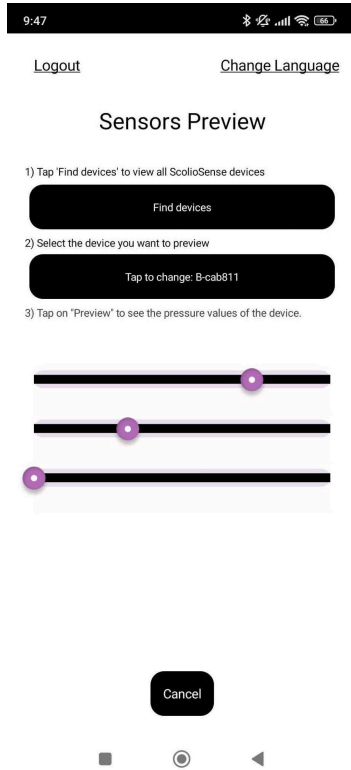 9:47
66
Logout
Change Language
Sensors Preview
1) Tap 'Find devices' to view all ScolioSense devices
Find devices
2) Select the device you want to preview
Tap to change: B-cab811
3) Tap on "Preview" to see the pressure values of the device.
Cancel